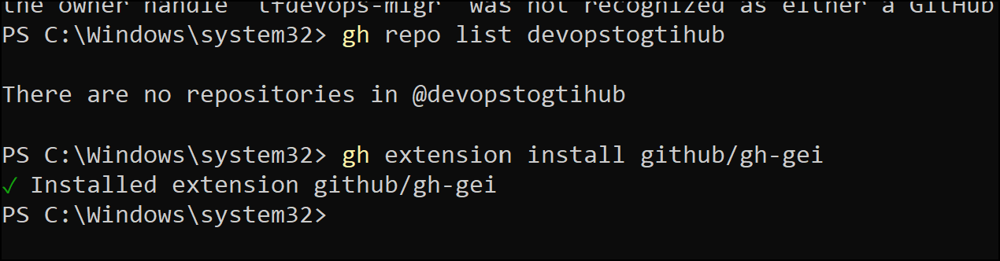 the owner handle "tfdevops-migr" was not recognized as either a GitHub
PS C:\Windows\system32> gh repo list devopstogtihub
There are no repositories in @devopstogtihub
PS C:\Windows\system32> gh extension install github/gh-gei
✓ Installed extension github/gh-gei
PS C:\Windows\system32>